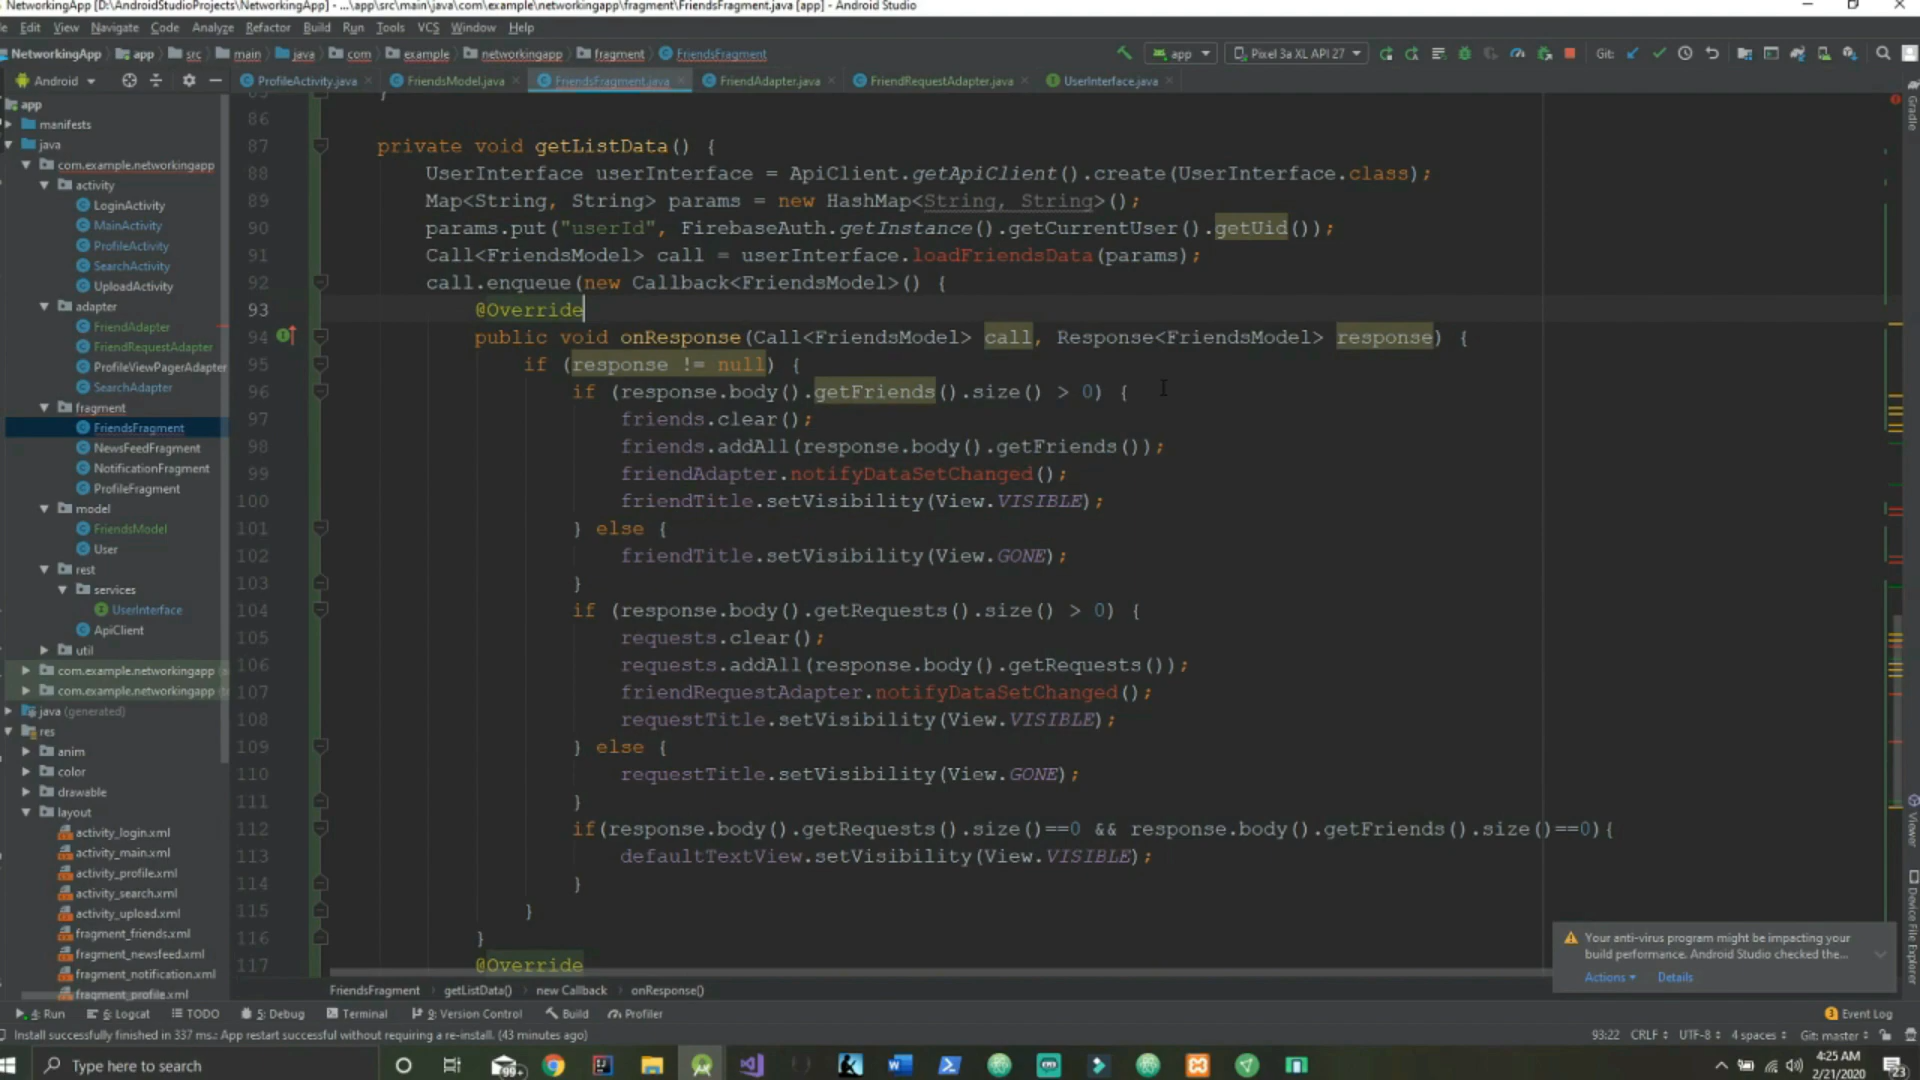 NetworkingApp [D:\AndroidStudioProjects\NetworkingApp] - ...\app\src\main\java\com\example\networkingapp\fragment\FriendsFragment.java [app] - Android Studio
Edit View Navigate Code Analyze Refactor Build Run Tools VCS Window Help
NetworkingApp app src main java com example networkingapp fragment FriendsFragment
app Pixel 3a XL API 27 Git:
Android
ProfileActivity.java FriendsModel.java FriendsFragment.java FriendAdapter.java FriendRequestAdapter.java UserInterface.java
app
manifests
java
com.example.networkingapp
activity
LoginActivity
MainActivity
ProfileActivity
SearchActivity
UploadActivity
adapter
FriendAdapter
FriendRequestAdapter
ProfileViewPagerAdapter
SearchAdapter
fragment
FriendsFragment
NewsFeedFragment
NotificationFragment
ProfileFragment
model
FriendsModel
User
rest
services
UserInterface
ApiClient
util
com.example.networkingapp
com.example.networkingapp
java (generated)
res
anim
color
drawable
layout
activity_login.xml
activity_main.xml
activity_profile.xml
activity_search.xml
activity_upload.xml
fragment_friends.xml
fragment_newsfeed.xml
fragment_notification.xml
fragment_profile.xml
86
87 private void getListData() {
88 UserInterface userInterface = ApiClient.getApiClient().create(UserInterface.class);
89 Map<String, String> params = new HashMap<String, String>();
90 params.put("userId", FirebaseAuth.getInstance().getCurrentUser().getUid());
91 Call<FriendsModel> call = userInterface.loadFriendsData(params);
92 call.enqueue(new Callback<FriendsModel>() {
93 @Override
94 public void onResponse(Call<FriendsModel> call, Response<FriendsModel> response) {
95 if (response != null) {
96 if (response.body().getFriends().size() > 0) {
97 friends.clear();
98 friends.addAll(response.body().getFriends());
99 friendAdapter.notifyDataSetChanged();
100 friendTitle.setVisibility(View.VISIBLE);
101 } else {
102 friendTitle.setVisibility(View.GONE);
103 }
104 if (response.body().getRequests().size() > 0) {
105 requests.clear();
106 requests.addAll(response.body().getRequests());
107 friendRequestAdapter.notifyDataSetChanged();
108 requestTitle.setVisibility(View.VISIBLE);
109 } else {
110 requestTitle.setVisibility(View.GONE);
111 }
112 if(response.body().getRequests().size()==0 && response.body().getFriends().size()==0){
113 defaultTextView.setVisibility(View.VISIBLE);
114 }
115 }
116 }
117 @Override
Gradle
Device File Explorer
Your anti-virus program might be impacting your
build performance. Android Studio checked the...
Actions Details
FriendsFragment getListData() new Callback onResponse()
4: Run 6: Logcat TODO 5: Debug Terminal 9: Version Control Build Profiler Event Log
Install successfully finished in 337 ms.: App restart successful without requiring a re-install. (43 minutes ago) 93:22 CRLF UTF-8 4 spaces Git: master
Type here to search
99+
4:25 AM
2/21/2020
23